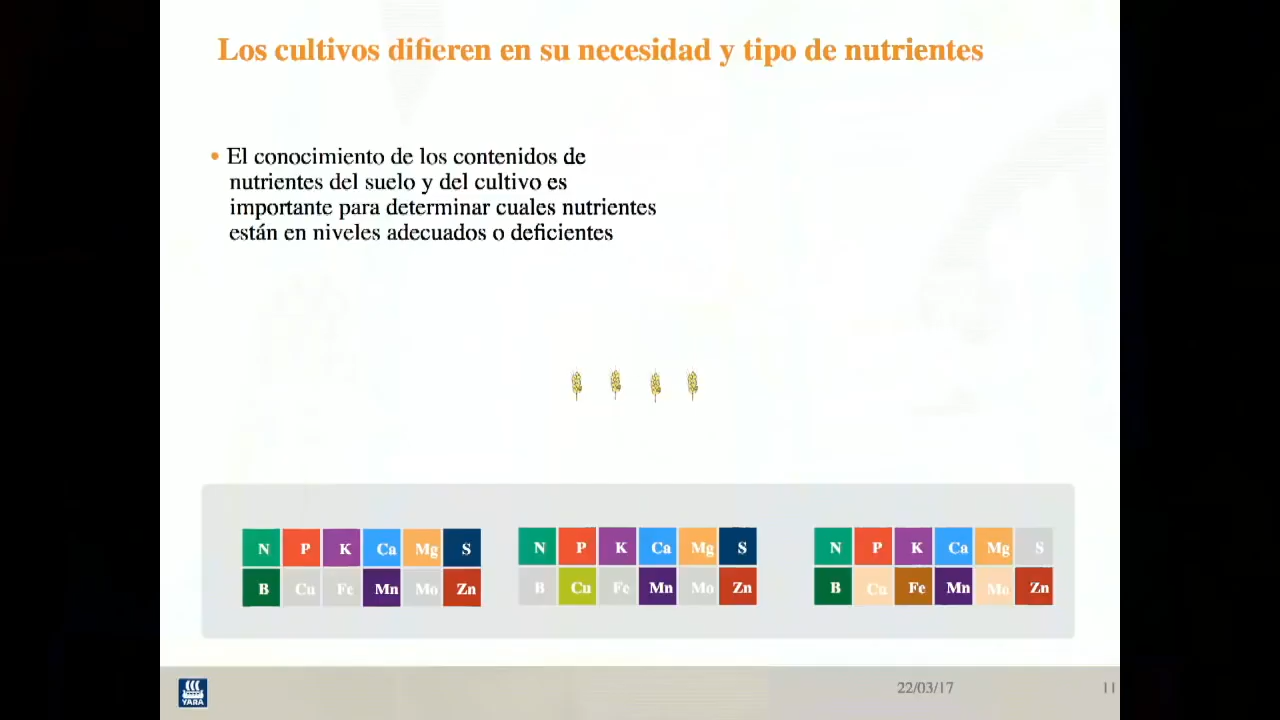 Los cultivos difieren en su necesidad y tipo de nutrientes
• El conocimiento de los contenidos de
nutrientes del suelo y del cultivo es
importante para determinar cuales nutrientes
están en niveles adecuados o deficientes
N P K Ca Mg S
B Cu Fe Mn Mo Zn
N P K Ca Mg S
B Cu Fe Mn Mo Zn
N P K Ca Mg S
B Cu Fe Mn Mo Zn
YARA
22/03/17
11